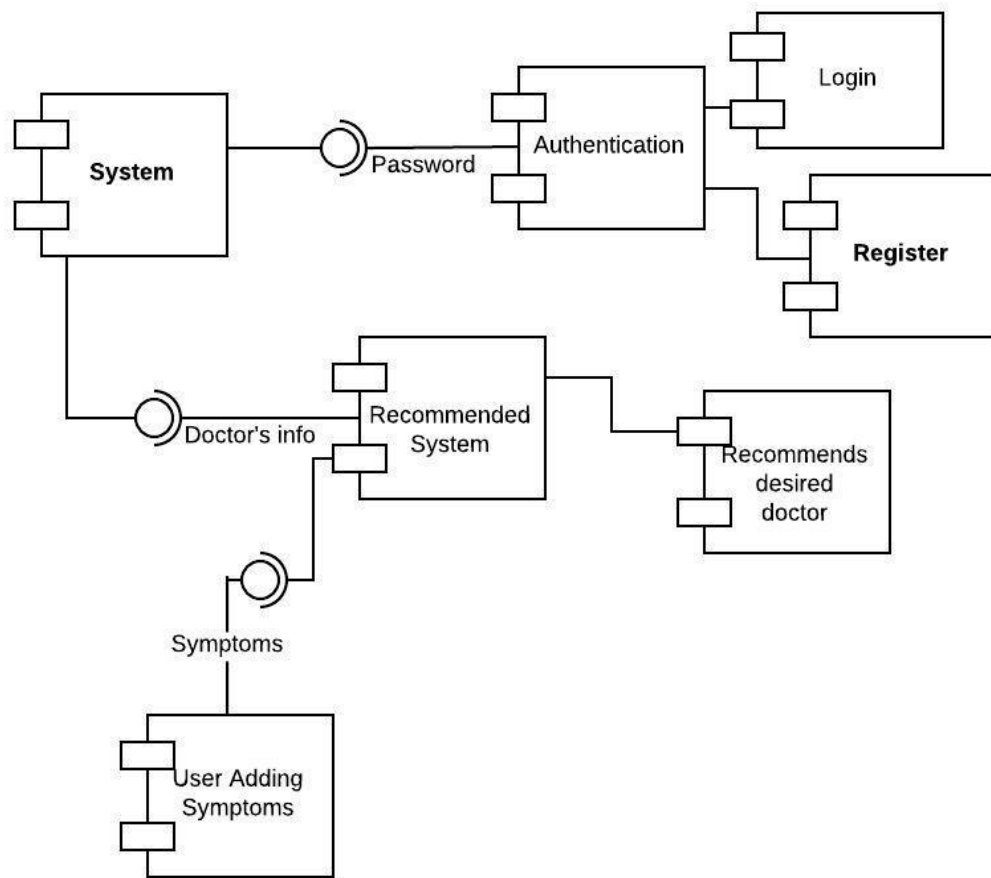 Login
System
Password
Authentication
Register
Doctor's info
Recommended
System
Recommends
desired
doctor
Symptoms
User Adding
Symptoms